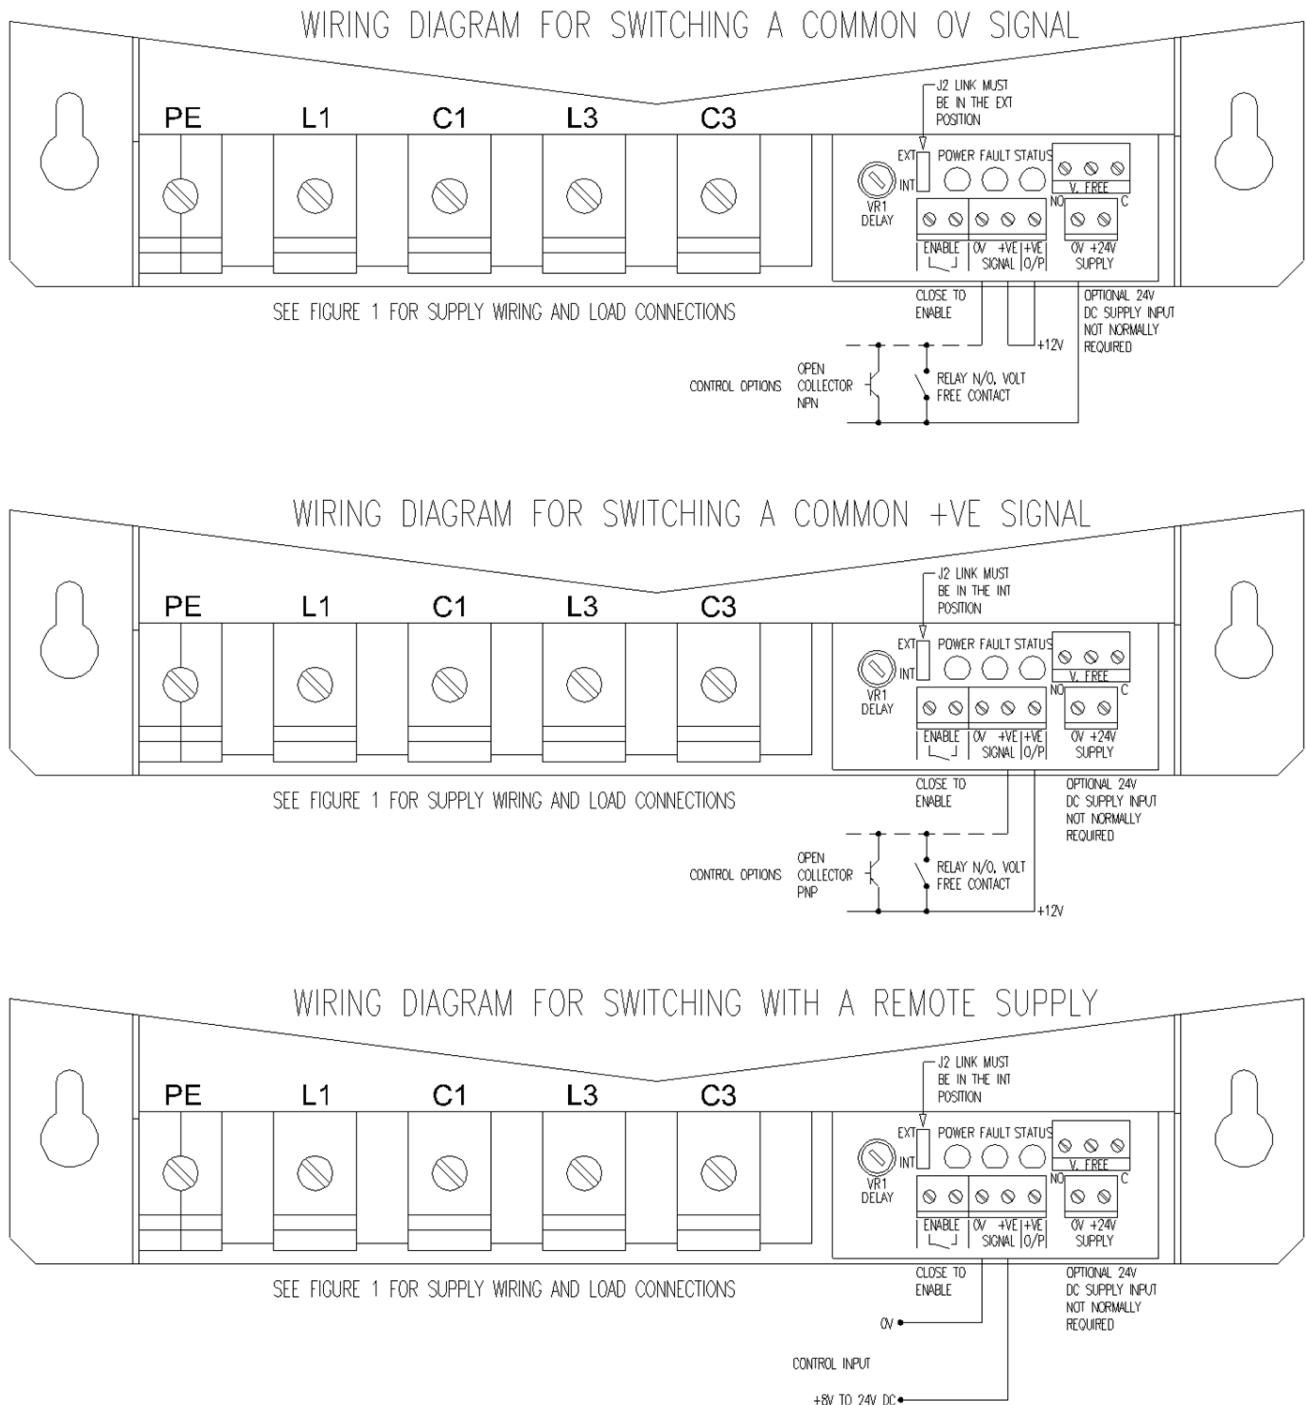 WIRING DIAGRAM FOR SWITCHING A COMMON 0V SIGNAL
J2 LINK MUST
BE IN THE EXT
POSITION
PE L1 C1 L3 C3
EXT POWER FAULT STATUS
INT V. FREE
VR1 NO C
DELAY
ENABLE 0V +VE +VE 0V +24V
SIGNAL O/P SUPPLY
CLOSE TO
ENABLE
OPTIONAL 24V
DC SUPPLY INPUT
NOT NORMALLY
REQUIRED
SEE FIGURE 1 FOR SUPPLY WIRING AND LOAD CONNECTIONS
+12V
CONTROL OPTIONS
OPEN
COLLECTOR
NPN
RELAY N/O, VOLT
FREE CONTACT
WIRING DIAGRAM FOR SWITCHING A COMMON +VE SIGNAL
J2 LINK MUST
BE IN THE INT
POSITION
PE L1 C1 L3 C3
EXT POWER FAULT STATUS
INT V. FREE
VR1 NO C
DELAY
ENABLE 0V +VE +VE 0V +24V
SIGNAL O/P SUPPLY
CLOSE TO
ENABLE
OPTIONAL 24V
DC SUPPLY INPUT
NOT NORMALLY
REQUIRED
SEE FIGURE 1 FOR SUPPLY WIRING AND LOAD CONNECTIONS
CONTROL OPTIONS
OPEN
COLLECTOR
PNP
RELAY N/O, VOLT
FREE CONTACT
+12V
WIRING DIAGRAM FOR SWITCHING WITH A REMOTE SUPPLY
J2 LINK MUST
BE IN THE INT
POSITION
PE L1 C1 L3 C3
EXT POWER FAULT STATUS
INT V. FREE
VR1 NO C
DELAY
ENABLE 0V +VE +VE 0V +24V
SIGNAL O/P SUPPLY
CLOSE TO
ENABLE
OPTIONAL 24V
DC SUPPLY INPUT
NOT NORMALLY
REQUIRED
SEE FIGURE 1 FOR SUPPLY WIRING AND LOAD CONNECTIONS
0V
CONTROL INPUT
+8V TO 24V DC